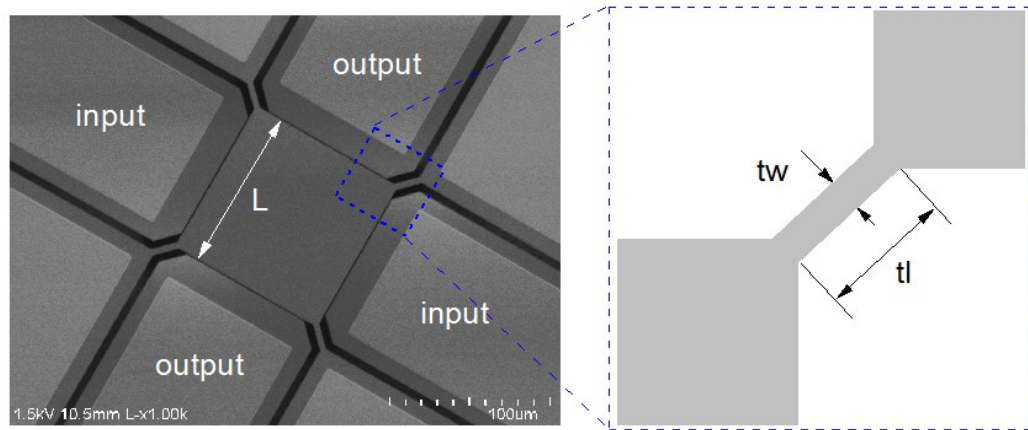 output
input
L
tw
tl
input
output
1.5kV 10.5mm L-x1.00k
100um